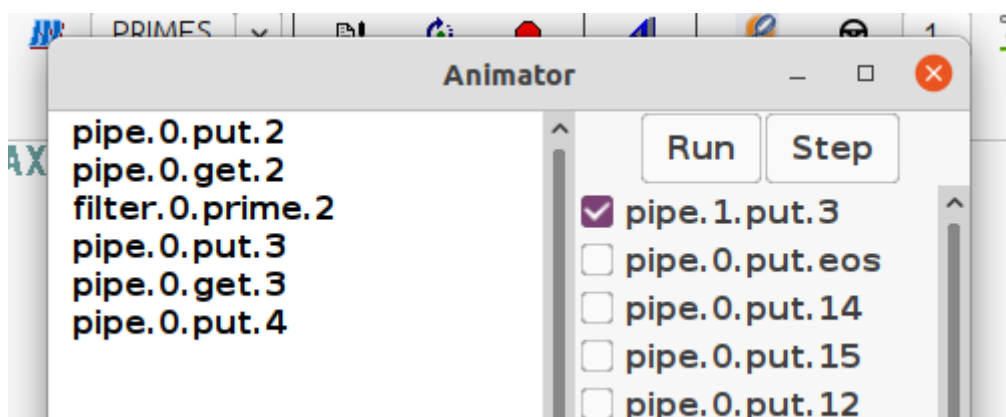 PRIMES
1
Animator
AX
pipe.0.put.2
pipe.0.get.2
filter.0.prime.2
pipe.0.put.3
pipe.0.get.3
pipe.0.put.4
Run Step
pipe.1.put.3
pipe.0.put.eos
pipe.0.put.14
pipe.0.put.15
pipe.0.put.12